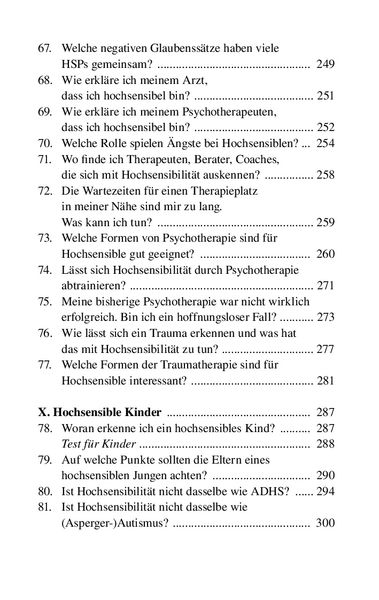 67. Welche negativen Glaubenssätze haben viele
HSPs gemeinsam? ................................................ 249
68. Wie erkläre ich meinem Arzt,
dass ich hochsensibel bin? ..................................... 251
69. Wie erkläre ich meinem Psychotherapeuten,
dass ich hochsensibel bin? ..................................... 252
70. Welche Rolle spielen Ängste bei Hochsensiblen? ... 254
71. Wo finde ich Therapeuten, Berater, Coaches,
die sich mit Hochsensibilität auskennen? ............... 258
72. Die Wartezeiten für einen Therapieplatz
in meiner Nähe sind mir zu lang.
Was kann ich tun? ................................................ 259
73. Welche Formen von Psychotherapie sind für
Hochsensible gut geeignet? .................................. 260
74. Lässt sich Hochsensibilität durch Psychotherapie
abtrainieren? ......................................................... 271
75. Meine bisherige Psychotherapie war nicht wirklich
erfolgreich. Bin ich ein hoffnungsloser Fall? .......... 273
76. Wie lässt sich ein Trauma erkennen und was hat
das mit Hochsensibilität zu tun? ............................ 277
77. Welche Formen der Traumatherapie sind für
Hochsensible interessant? ...................................... 281
X. Hochsensible Kinder ............................................. 287
78. Woran erkenne ich ein hochsensibles Kind? .......... 287
Test für Kinder ...................................................... 288
79. Auf welche Punkte sollten die Eltern eines
hochsensiblen Jungen achten? ............................... 290
80. Ist Hochsensibilität nicht dasselbe wie ADHS? ...... 294
81. Ist Hochsensibilität nicht dasselbe wie
(Asperger-)Autismus? ........................................... 300